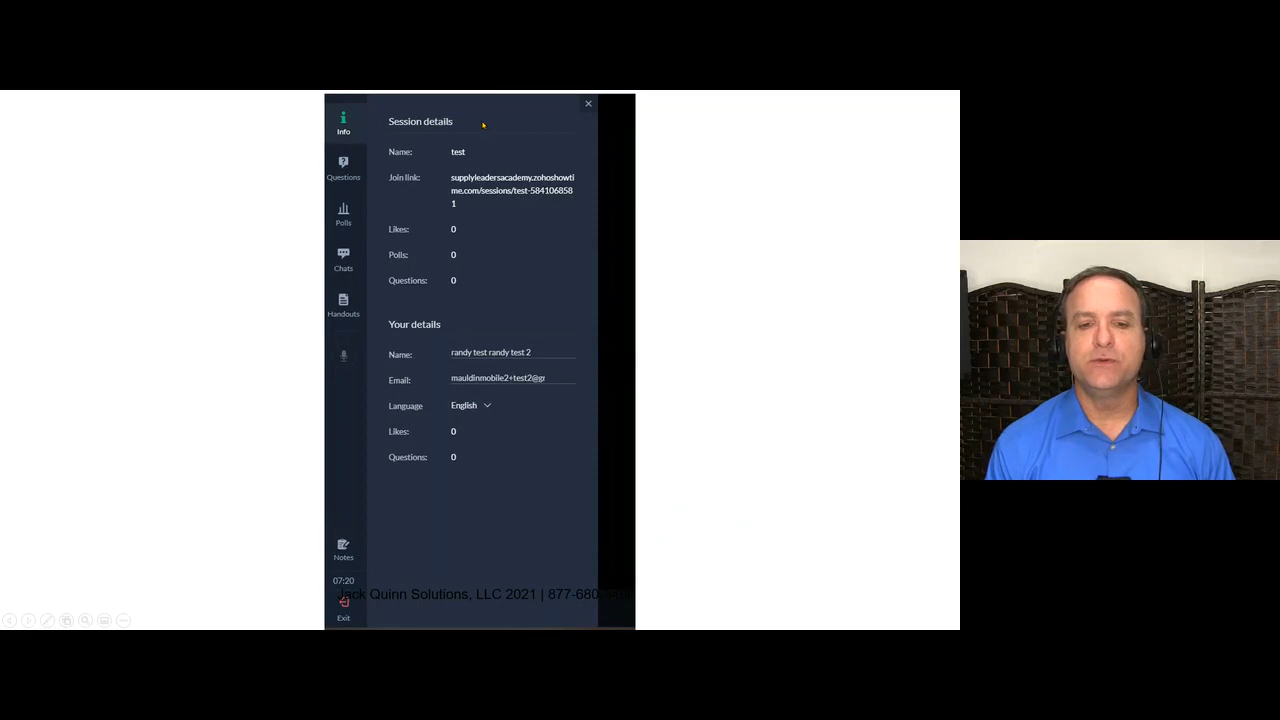 Info
Questions
Polls
Chats
Handouts
Notes
07:20
Exit
Session details
Name: test
Join link: supplyleadersacademy.zohoshowti
me.com/sessions/test-584106858
1
Likes: 0
Polls: 0
Questions: 0
Your details
Name: randy test randy test 2
Email: mauldinmobile2+test2@gr
Language English
Likes: 0
Questions: 0
Jack Quinn Solutions, LLC 2021 | 877-680-